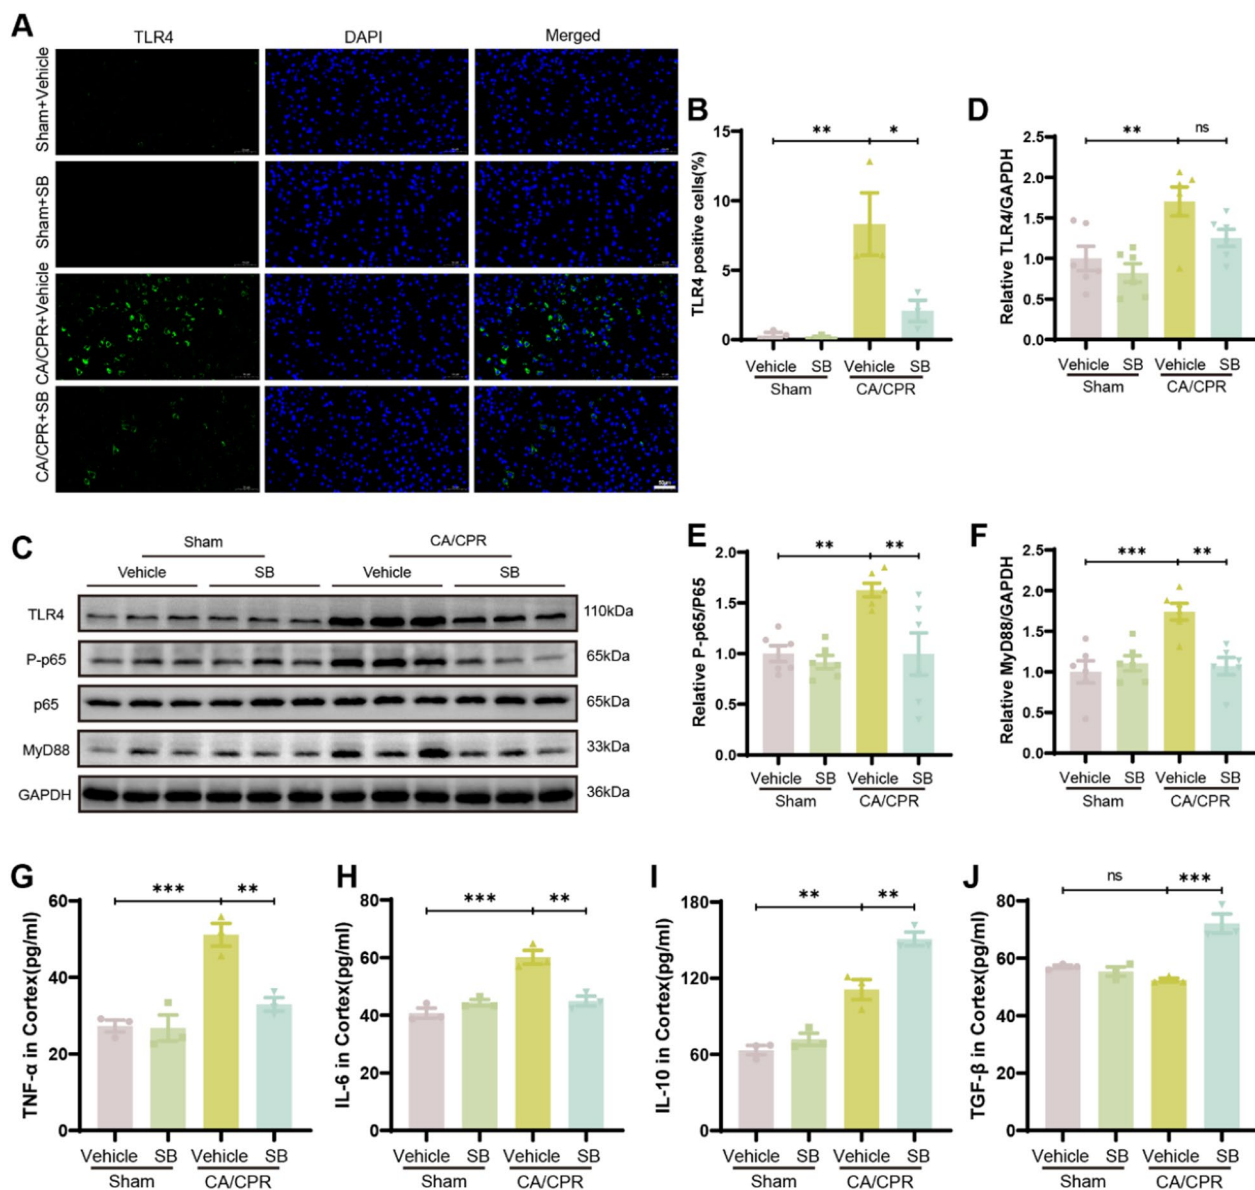 A
TLR4 DAPI Merged
Sham+Vehicle
Sham+SB
CA/CPR+Vehicle
CA/CPR+SB
B
** *
TLR4 positive cells(%)
15
10
5
0
Vehicle SB Vehicle SB
Sham CA/CPR
D
** ns
Relative TLR4/GAPDH
2.5
2.0
1.5
1.0
0.5
0.0
Vehicle SB Vehicle SB
Sham CA/CPR
C
Sham CA/CPR
Vehicle SB Vehicle SB
TLR4 110kDa
P-p65 65kDa
p65 65kDa
MyD88 33kDa
GAPDH 36kDa
E
** **
Relative P-p65/P65
2.0
1.5
1.0
0.5
0.0
Vehicle SB Vehicle SB
Sham CA/CPR
F
*** **
Relative MyD88/GAPDH
2.5
2.0
1.5
1.0
0.5
0.0
Vehicle SB Vehicle SB
Sham CA/CPR
G
*** **
TNF-α in Cortex(pg/ml)
60
40
20
0
Vehicle SB Vehicle SB
Sham CA/CPR
H
*** **
IL-6 in Cortex(pg/ml)
80
60
40
20
0
Vehicle SB Vehicle SB
Sham CA/CPR
I
** **
IL-10 in Cortex(pg/ml)
180
120
60
0
Vehicle SB Vehicle SB
Sham CA/CPR
J
ns ***
TGF-β in Cortex(pg/ml)
80
60
40
20
0
Vehicle SB Vehicle SB
Sham CA/CPR